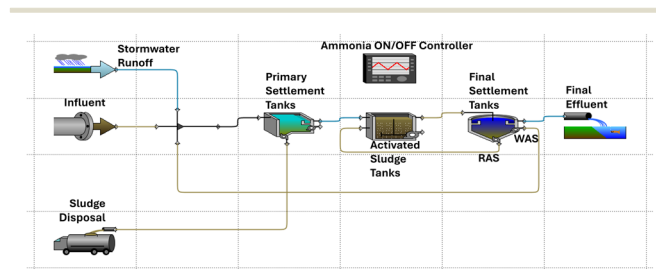 Stormwater
Runoff
Ammonia ON/OFF Controller
Influent
Primary
Settlement
Tanks
Final
Settlement
Tanks
Final
Effluent
Activated
Sludge
Tanks
WAS
RAS
Sludge
Disposal